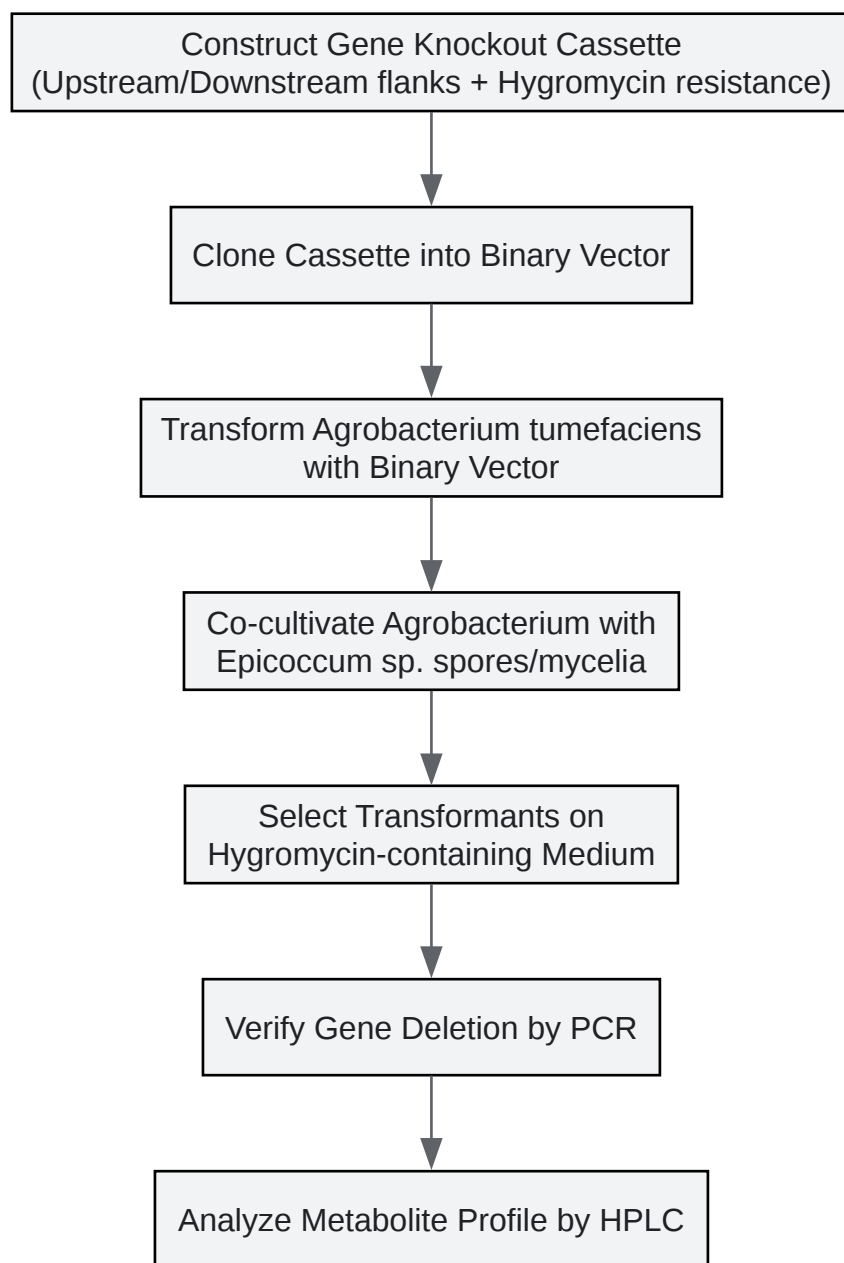 Construct Gene Knockout Cassette
(Upstream/Downstream flanks + Hygromycin resistance)
Clone Cassette into Binary Vector
Transform Agrobacterium tumefaciens
with Binary Vector
Co-cultivate Agrobacterium with
Epicoccum sp. spores/mycelia
Select Transformants on
Hygromycin-containing Medium
Verify Gene Deletion by PCR
Analyze Metabolite Profile by HPLC